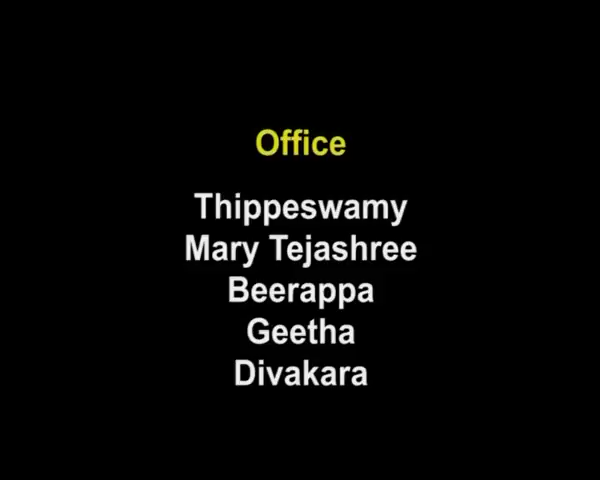 Office
Thippeswamy
Mary Tejashree
Beerappa
Geetha
Divakara